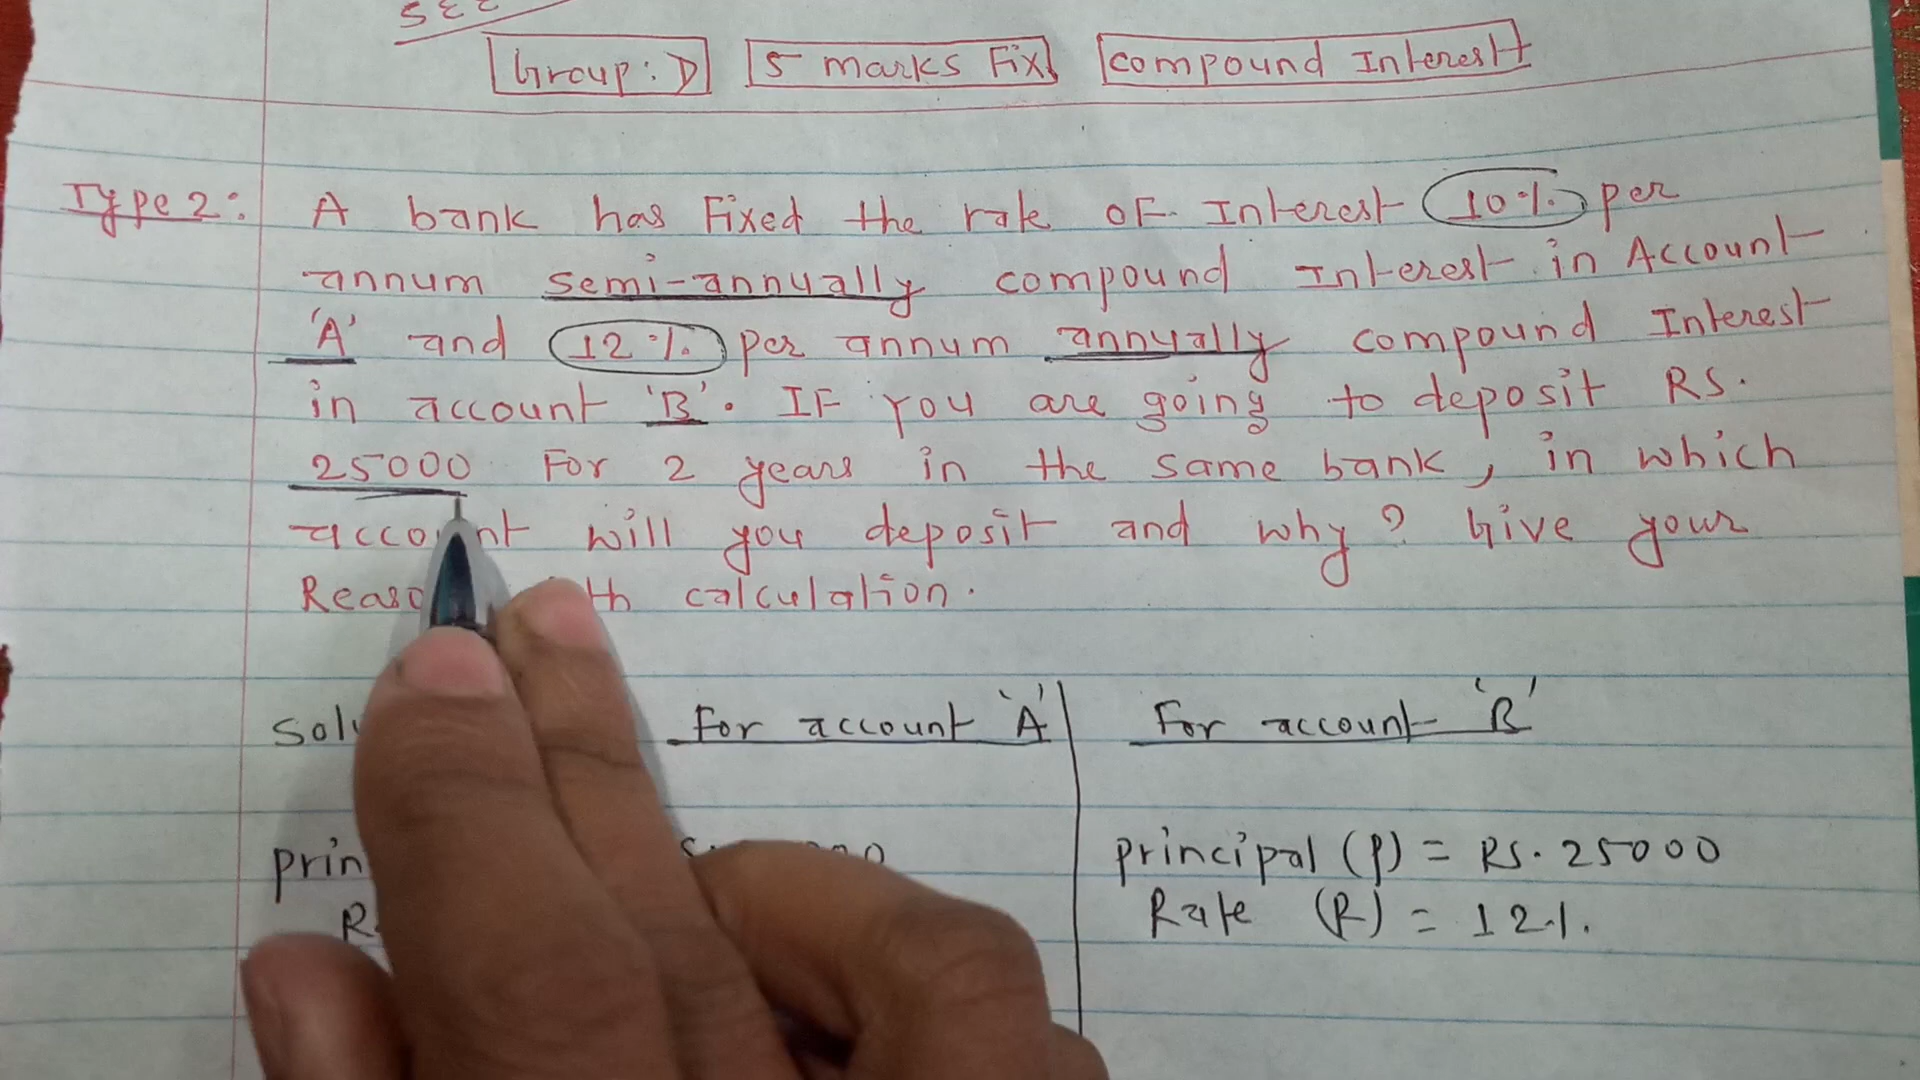 SEE
Group: D 5 marks Fix compound Interest
Type 2: A bank has Fixed the rate OF Interest 10% per
annum semi-annually compound Interest in Account
'A' and 12% per annum annually compound Interest
in account 'B'. IF you are going to deposit RS.
25000 For 2 years in the same bank, in which
account will you deposit and why? Give your
calculation.
For account 'A' For account 'B'
principal (P) = RS. 25000
Rate (R) = 12%.